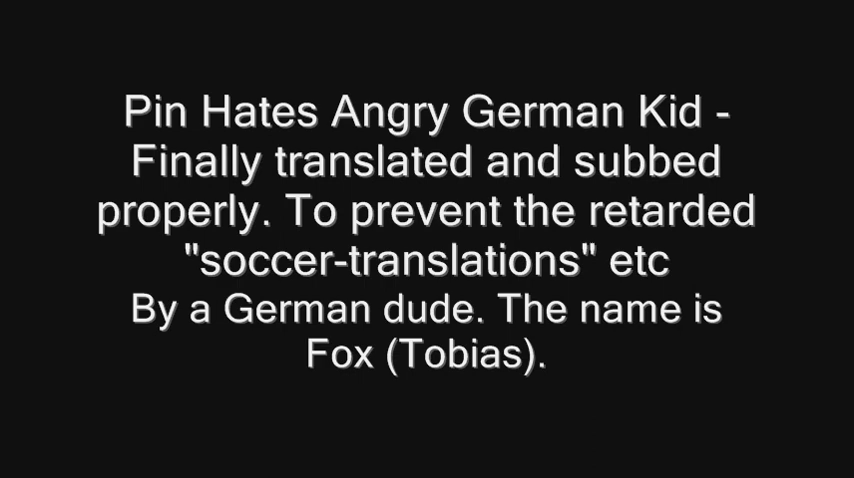 Pin Hates Angry German Kid -
Finally translated and subbed
properly. To prevent the retarded
"soccer-translations" etc
By a German dude. The name is
Fox (Tobias).